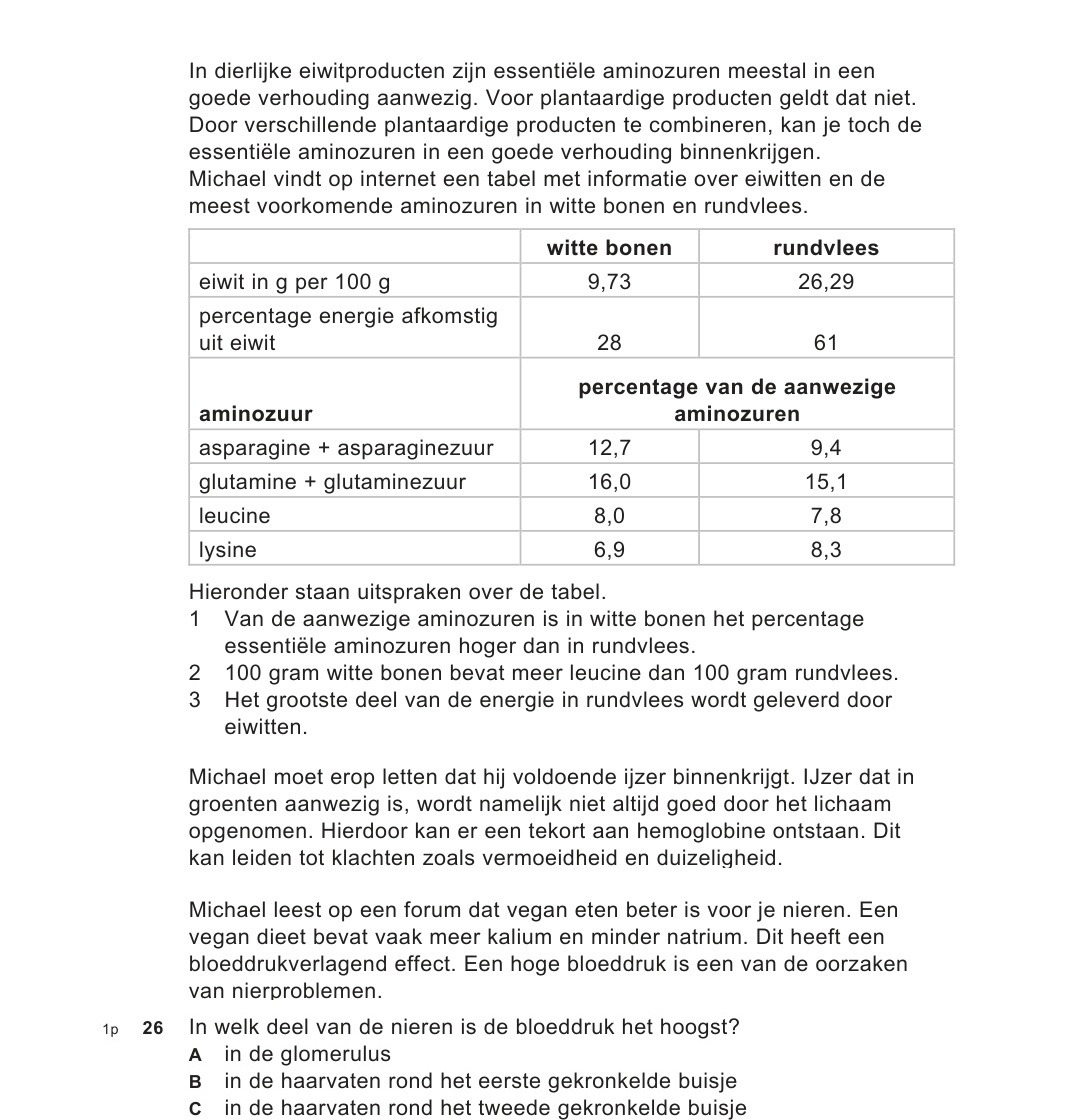 In dierlijke eiwitproducten zijn essentiële aminozuren meestal in een
goede verhouding aanwezig. Voor plantaardige producten geldt dat niet.
Door verschillende plantaardige producten te combineren, kan je toch de
essentiële aminozuren in een goede verhouding binnenkrijgen.
Michael vindt op internet een tabel met informatie over eiwitten en de
meest voorkomende aminozuren in witte bonen en rundvlees.
witte bonen rundvlees
eiwit in g per 100 g 9,73 26,29
percentage energie afkomstig
uit eiwit 28 61
percentage van de aanwezige
aminozuur aminozuren
asparagine + asparaginezuur 12,7 9,4
glutamine + glutaminezuur 16,0 15,1
leucine 8,0 7,8
lysine 6,9 8,3
Hieronder staan uitspraken over de tabel.
1 Van de aanwezige aminozuren is in witte bonen het percentage
essentiële aminozuren hoger dan in rundvlees.
2 100 gram witte bonen bevat meer leucine dan 100 gram rundvlees.
3 Het grootste deel van de energie in rundvlees wordt geleverd door
eiwitten.
Michael moet erop letten dat hij voldoende ijzer binnenkrijgt. IJzer dat in
groenten aanwezig is, wordt namelijk niet altijd goed door het lichaam
opgenomen. Hierdoor kan er een tekort aan hemoglobine ontstaan. Dit
kan leiden tot klachten zoals vermoeidheid en duizeligheid.
Michael leest op een forum dat vegan eten beter is voor je nieren. Een
vegan dieet bevat vaak meer kalium en minder natrium. Dit heeft een
bloeddrukverlagend effect. Een hoge bloeddruk is een van de oorzaken
van nierproblemen.
1p 26 In welk deel van de nieren is de bloeddruk het hoogst?
A in de glomerulus
B in de haarvaten rond het eerste gekronkelde buisje
C in de haarvaten rond het tweede gekronkelde buisje